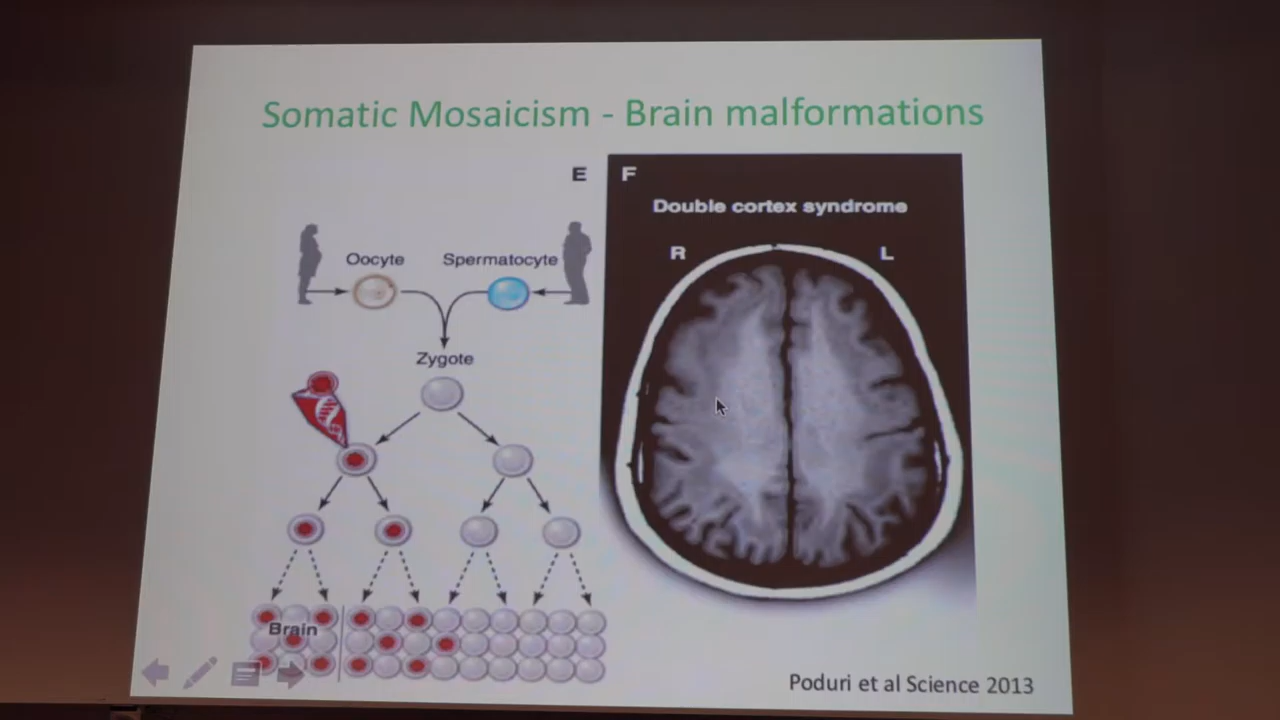 Somatic Mosaicism - Brain malformations
E
F
Double cortex syndrome
R
L
Oocyte
Spermatocyte
Zygote
Brain
Poduri et al Science 2013